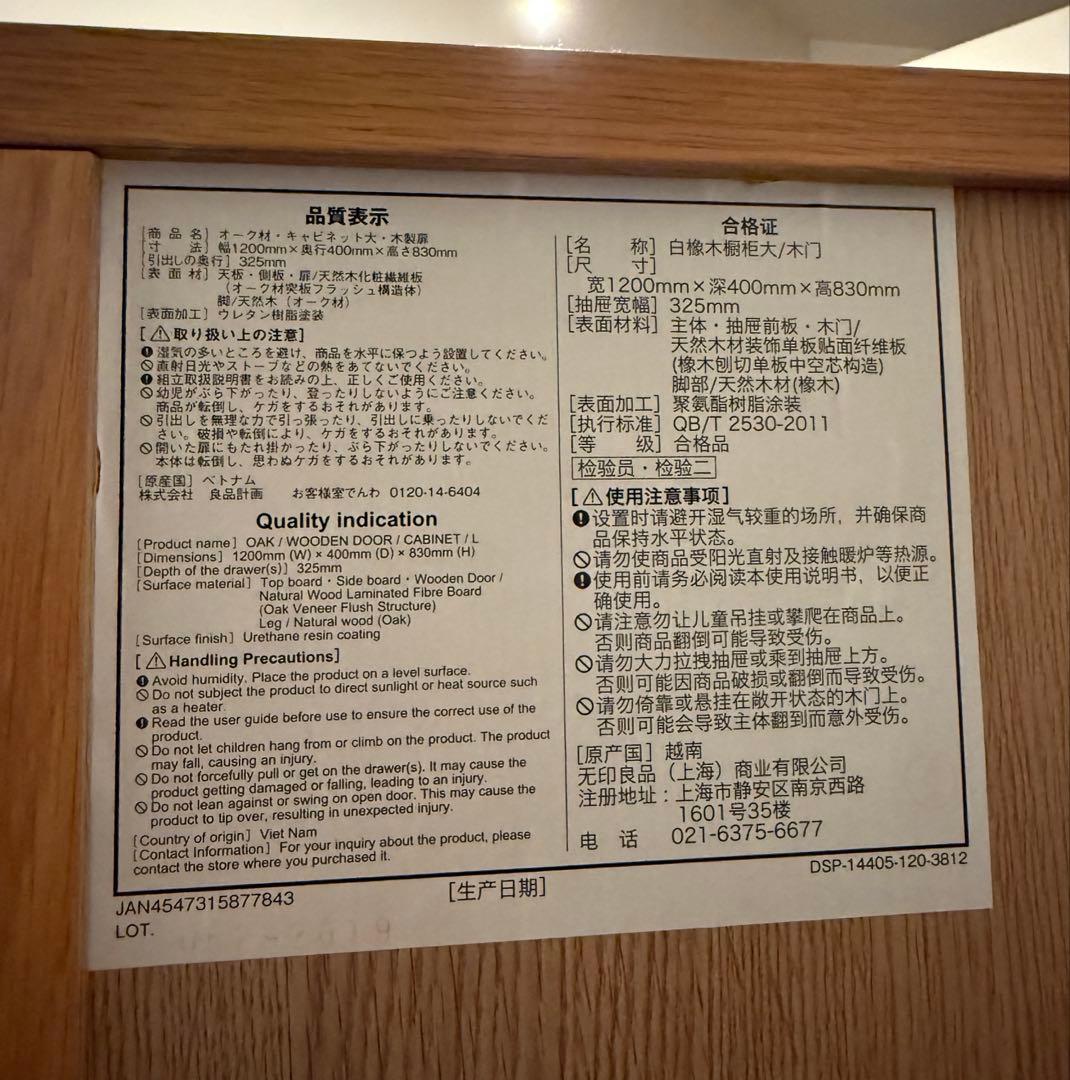 品質表示
[商品名] オーク材・キャビネット大・木製扉
[寸　法] 幅1200mm×奥行400mm×高さ830mm
[引出しの奥行] 325mm
[表面材] 天板・側板・扉/天然木化粧繊維板
(オーク材突板フラッシュ構造体)
脚/天然木(オーク材)
[表面加工] ウレタン樹脂塗装
[⚠取り扱い上の注意]
湿気の多いところを避け、商品を水平に保つよう設置してください。
直射日光やストーブなどの熱をあてないでください。
組立取扱説明書をお読みの上、正しくご使用ください。
幼児がぶら下がったり、登ったりしないようにご注意ください。
商品が転倒し、ケガをするおそれがあります。
引出しを無理な力で引っ張ったり、引出しに乗ったりしないでくだ
さい。破損や転倒により、ケガをするおそれがあります。
開いた扉にもたれ掛かったり、ぶら下がったりしないでください。
本体は転倒し、思わぬケガをするおそれがあります。
[原産国] ベトナム
株式会社　良品計画　お客様室でんわ　0120-14-6404
Quality indication
[Product name] OAK / WOODEN DOOR / CABINET / L
[Dimensions] 1200mm (W) × 400mm (D) × 830mm (H)
[Depth of the drawer(s)] 325mm
[Surface material] Top board・Side board・Wooden Door /
Natural Wood Laminated Fibre Board
(Oak Veneer Flush Structure)
Leg / Natural wood (Oak)
[Surface finish] Urethane resin coating
[⚠Handling Precautions]
Avoid humidity. Place the product on a level surface.
Do not subject the product to direct sunlight or heat source such
as a heater.
Read the user guide before use to ensure the correct use of the
product.
Do not let children hang from or climb on the product. The product
may fall, causing an injury.
Do not forcefully pull or get on the drawer(s). It may cause the
product getting damaged or falling, leading to an injury.
Do not lean against or swing on open door. This may cause the
product to tip over, resulting in unexpected injury.
[Country of origin] Viet Nam
[Contact Information] For your inquiry about the product, please
contact the store where you purchased it.
合格证
[名　称] 白橡木橱柜大/木门
[尺　寸]
宽1200mm×深400mm×高830mm
[抽屉宽幅] 325mm
[表面材料] 主体・抽屉前板・木门/
天然木材装饰单板贴面纤维板
(橡木刨切单板中空芯构造)
脚部/天然木材(橡木)
[表面加工] 聚氨酯树脂涂装
[执行标准] QB/T 2530-2011
[等　级] 合格品
检验员・检验二
[⚠使用注意事项]
设置时请避开湿气较重的场所，并确保商
品保持水平状态。
请勿使商品受阳光直射及接触暖炉等热源。
使用前请务必阅读本使用说明书，以便正
确使用。
请注意勿让儿童吊挂或攀爬在商品上。
否则商品翻倒可能导致受伤。
请勿大力拉拽抽屉或乘到抽屉上方。
否则可能因商品破损或翻倒而导致受伤。
请勿倚靠或悬挂在敞开状态的木门上。
否则可能会导致主体翻到而意外受伤。
[原产国] 越南
无印良品（上海）商业有限公司
注册地址：上海市静安区南京西路
1601号35楼
电　话　021-6375-6677
DSP-14405-120-3812
JAN4547315877843
[生产日期]
LOT.